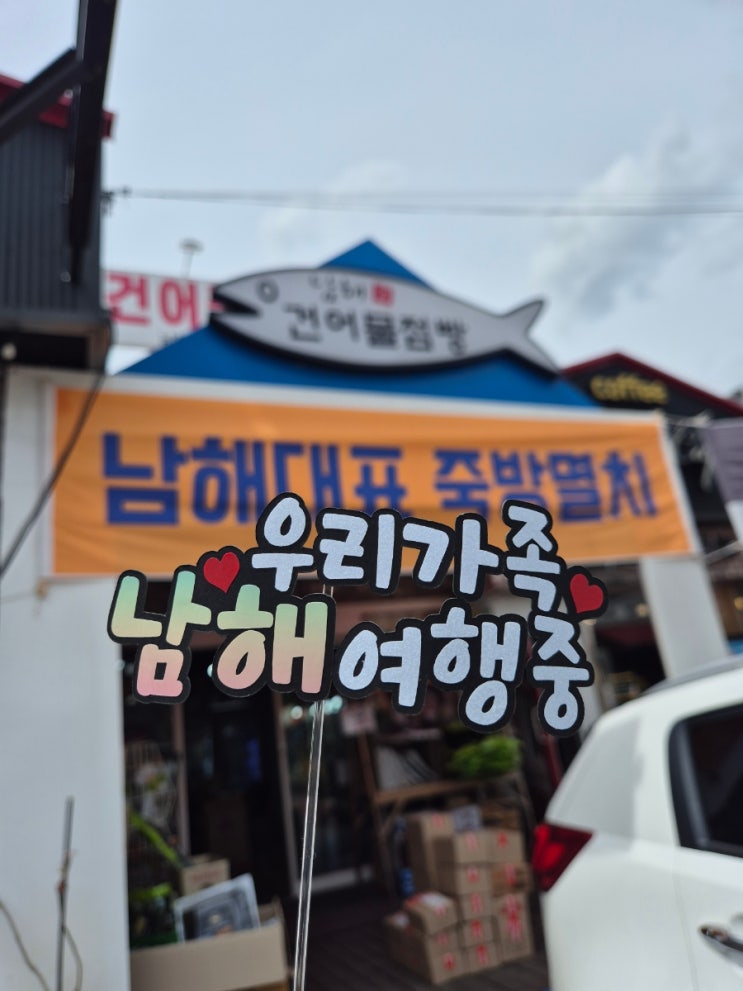 건어
남해
건어물점빵
coffee
남해대표 죽방멸치
우리가족
남해 여행중